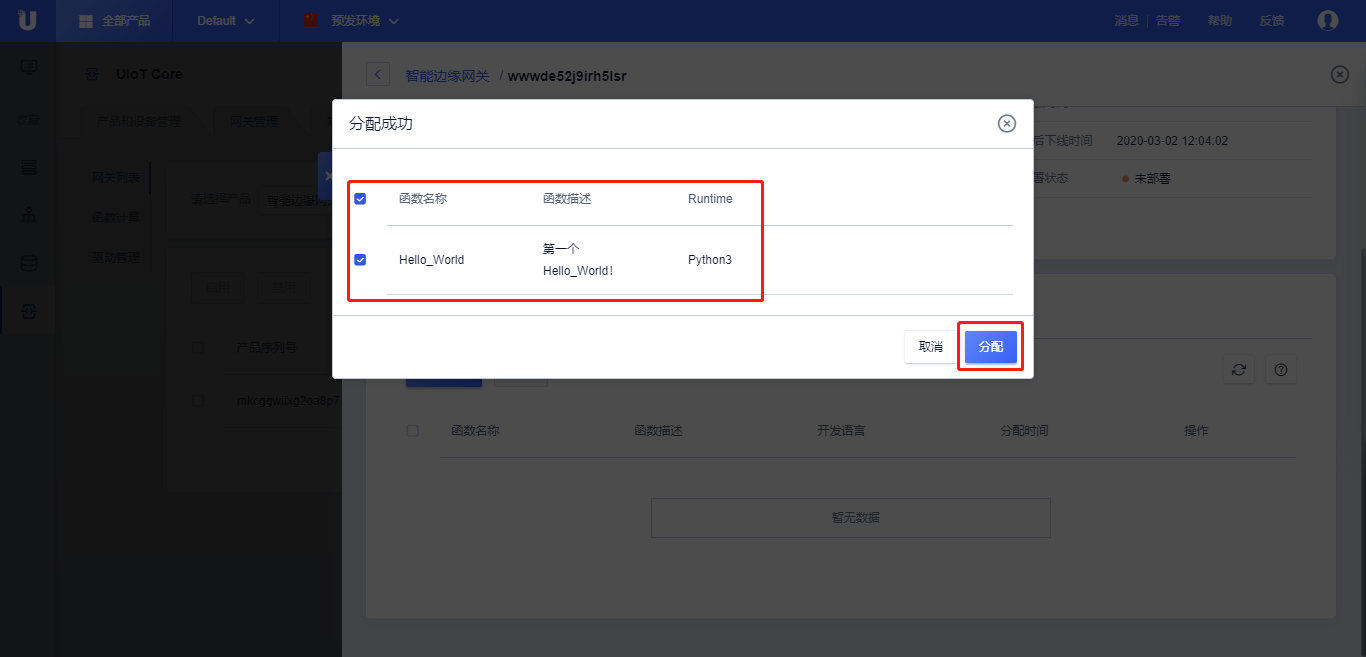 全部产品 Default 预发环境 消息 告警 帮助 反馈
UIoT Core
智能边缘网关 / wwwde52j9irh5lsr
收藏
产品和设备管理 网关管理
分配成功
后下线时间 2020-03-02 12:04:02
网关列表
署状态 未部署
请选择产品 智能边缘网关
函数计算
驱动管理
函数名称 函数描述 Runtime
Hello_World 第一个 Hello_World! Python3
取消 分配
产品序列号
mkcggwlfxg2oa8p7
函数名称 函数描述 开发语言 分配时间 操作
暂无数据